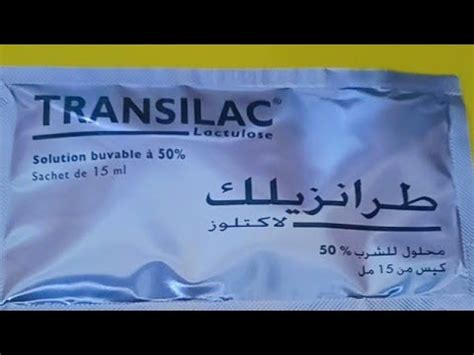 TRANSILAC®
Lactulose
Solution buvable à 50%
Sachet de 15 ml
طرانزيلك
لاكتلوز
محلول للشرب % 50
كيس من 15 مل